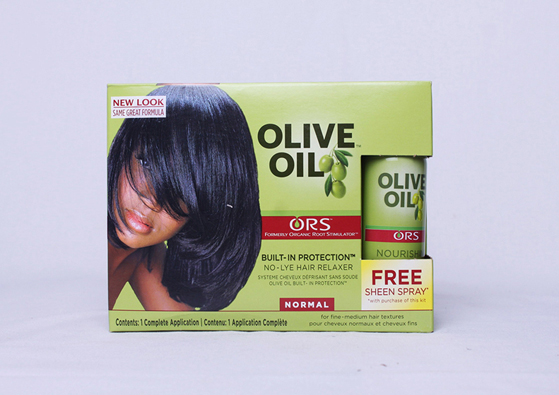 NEW LOOK
SAME GREAT FORMULA
OLIVE
OIL™
ORS™
FORMERLY ORGANIC ROOT STIMULATOR™
BUILT-IN PROTECTION™
NO-LYE HAIR RELAXER
SYSTÈME CHEVEUX DÉFRISANT SANS SOUDE
OLIVE OIL BUILT- IN PROTECTION™
NORMAL
for fine–medium hair textures
pour cheveux normaux et cheveux fins
Contents: 1 Complete Application | Contenu: 1 Application Complète
OLIVE
OIL
ORS
NOURISH
FREE
SHEEN SPRAY*
*with purchase of this kit